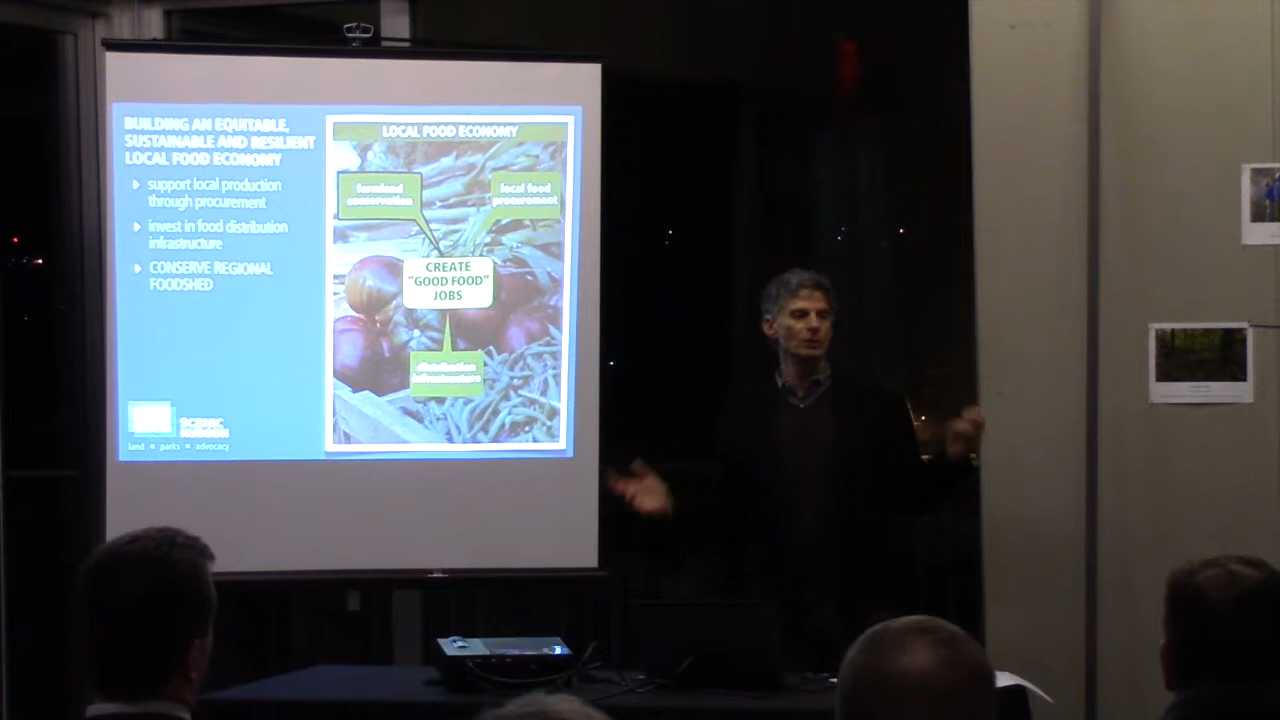 BUILDING AN EQUITABLE,
SUSTAINABLE AND RESILIENT
LOCAL FOOD ECONOMY
support local production
through procurement
invest in food distribution
infrastructure
CONSERVE REGIONAL
FOODSHED
land parks advocacy
LOCAL FOOD ECONOMY
farmland
conservation
local food
procurement
CREATE
"GOOD FOOD"
JOBS
distribution
infrastructure
SCENIC
HUDSON